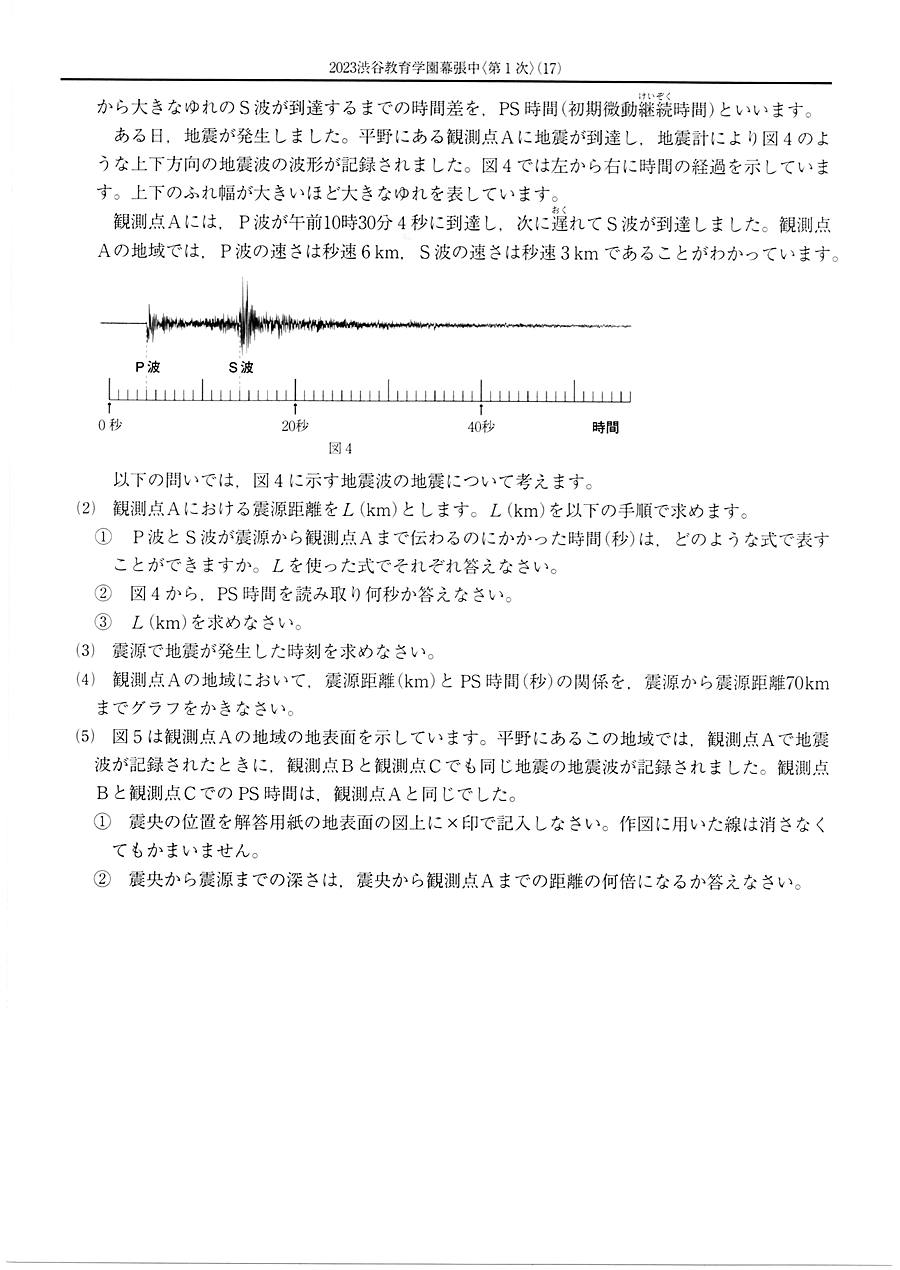 2023渋谷教育学園幕張中〈第1次〉(17)
から大きなゆれのS波が到達するまでの時間差を，PS時間(初期微動継続時間)といいます。
けいぞく
ある日，地震が発生しました。平野にある観測点Aに地震が到達し，地震計により図4のよ
うな上下方向の地震波の波形が記録されました。図4では左から右に時間の経過を示していま
す。上下のふれ幅が大きいほど大きなゆれを表しています。
観測点Aには，P波が午前10時30分4秒に到達し，次に遅れてS波が到達しました。観測点
おく
Aの地域では，P波の速さは秒速6km，S波の速さは秒速3kmであることがわかっています。
P波 S波
0秒 20秒 40秒 時間
図4
以下の問いでは，図4に示す地震波の地震について考えます。
(2) 観測点Aにおける震源距離をL(km)とします。L(km)を以下の手順で求めます。
① P波とS波が震源から観測点Aまで伝わるのにかかった時間(秒)は，どのような式で表す
ことができますか。Lを使った式でそれぞれ答えなさい。
② 図4から，PS時間を読み取り何秒か答えなさい。
③ L(km)を求めなさい。
(3) 震源で地震が発生した時刻を求めなさい。
(4) 観測点Aの地域において，震源距離(km)とPS時間(秒)の関係を，震源から震源距離70km
までグラフをかきなさい。
(5) 図5は観測点Aの地域の地表面を示しています。平野にあるこの地域では，観測点Aで地震
波が記録されたときに，観測点Bと観測点Cでも同じ地震の地震波が記録されました。観測点
Bと観測点CでのPS時間は，観測点Aと同じでした。
① 震央の位置を解答用紙の地表面の図上に×印で記入しなさい。作図に用いた線は消さなく
てもかまいません。
② 震央から震源までの深さは，震央から観測点Aまでの距離の何倍になるか答えなさい。